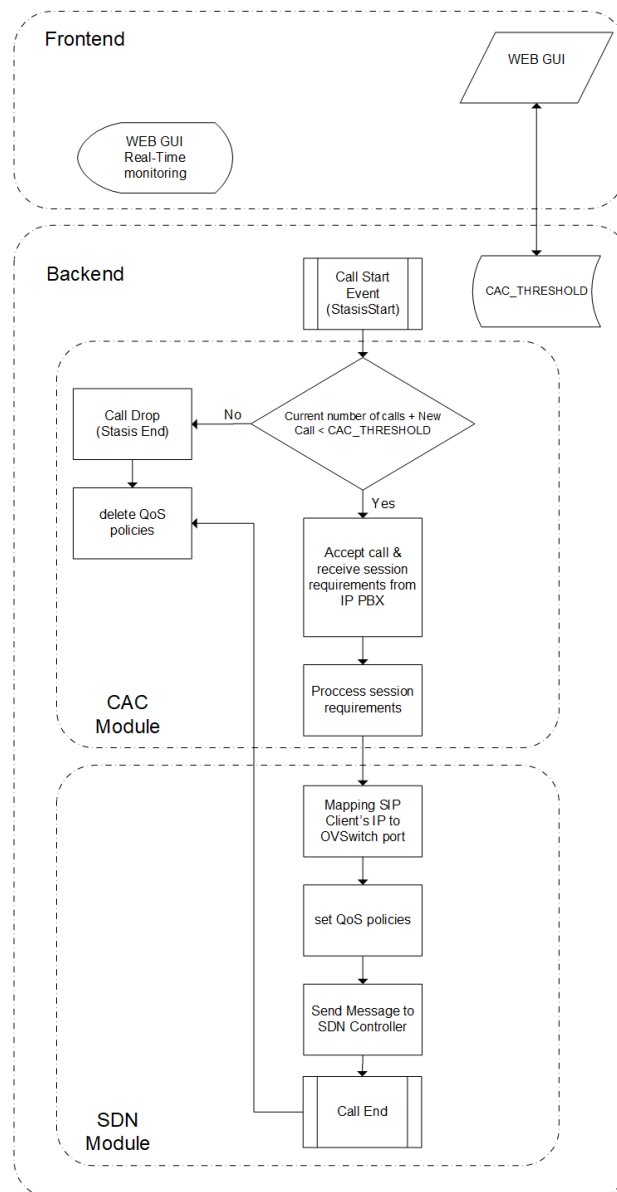 Frontend
WEB GUI
WEB GUI
Real-Time
monitoring
Backend
Call Start
Event
(StasisStart)
CAC_THRESHOLD
Call Drop
(Stasis End)
No
Current number of calls + New
Call < CAC_THRESHOLD
Yes
delete QoS
policies
Accept call &
receive session
requirements from
IP PBX
Proccess session
requirements
CAC
Module
Mapping SIP
Client's IP to
OVSwitch port
set QoS policies
Send Message to
SDN Controller
Call End
SDN
Module